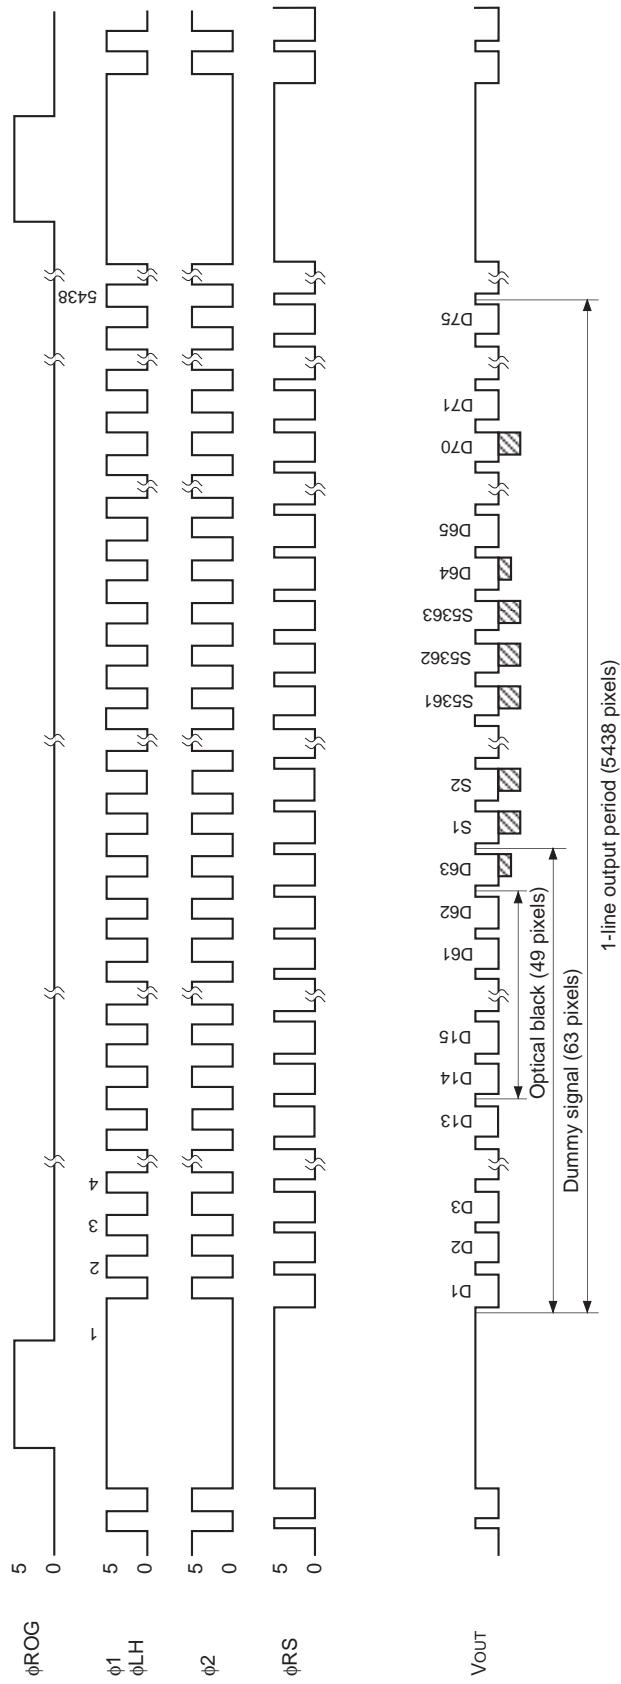 φROG
5
0
φ1
φLH
5
0
φ2
5
0
φRS
5
0
VOUT
1
2
3
4
5438
D1
D2
D3
D13
D14
D15
D61
D62
D63
S1
S2
S5361
S5362
S5363
D64
D65
D70
D71
D75
Optical black (49 pixels)
Dummy signal (63 pixels)
1-line output period (5438 pixels)